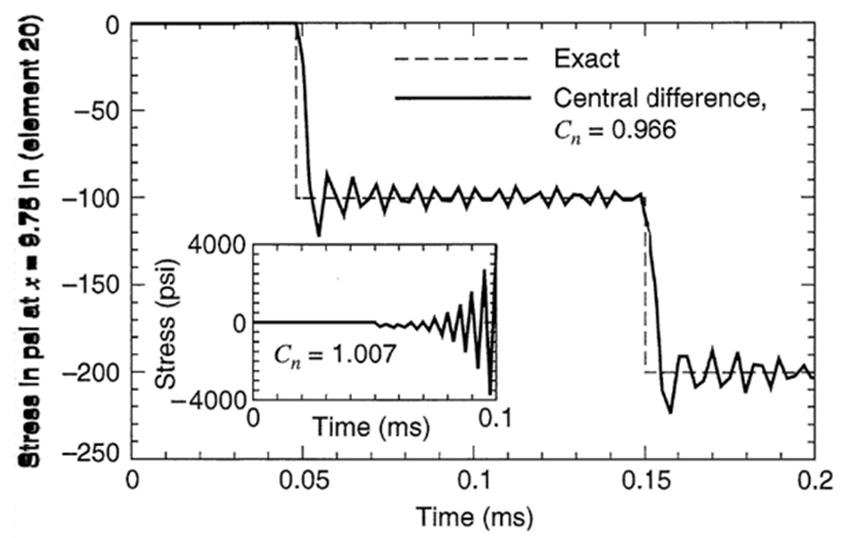 Stress in psi at x = 9.75 in (element 20)
0
−50
−100
−150
−200
−250
Exact
Central difference,
Cn = 0.966
4000
0
−4000
Stress (psi)
Cn = 1.007
0
0.1
Time (ms)
0
0.05
0.1
0.15
0.2
Time (ms)